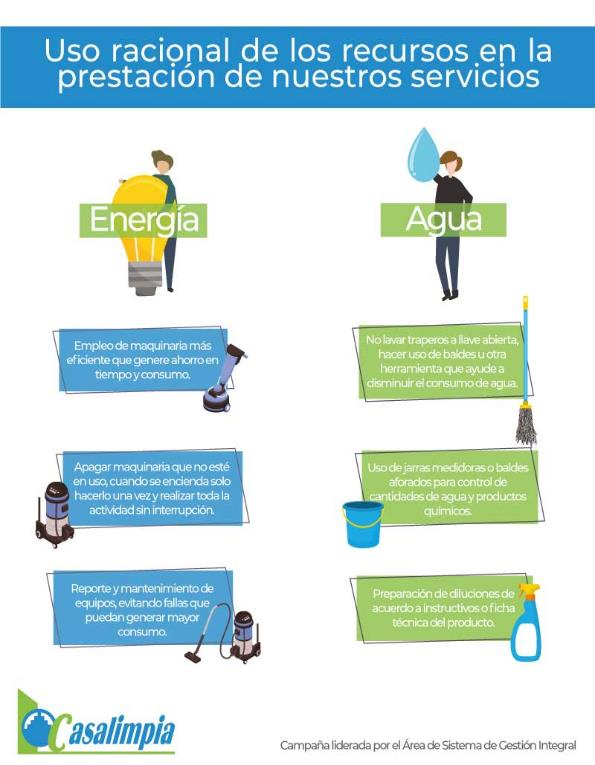 Uso racional de los recursos en la
prestación de nuestros servicios
Energía
Empleo de maquinaria más
eficiente que genere ahorro en
tiempo y consumo.
Apagar maquinaria que no esté
en uso, cuando se encienda solo
hacerlo una vez y realizar toda la
actividad sin interrupción.
Reporte y mantenimiento de
equipos, evitando fallas que
puedan generar mayor
consumo.
Agua
No lavar traperos a llave abierta,
hacer uso de baldes u otra
herramienta que ayude a
disminuir el consumo de agua.
Uso de jarras medidoras o baldes
aforados para control de
cantidades de agua y productos
químicos.
Preparación de diluciones de
acuerdo a instructivos o ficha
técnica del producto.
Casalimpia
Campaña liderada por el Área de Sistema de Gestión Integral